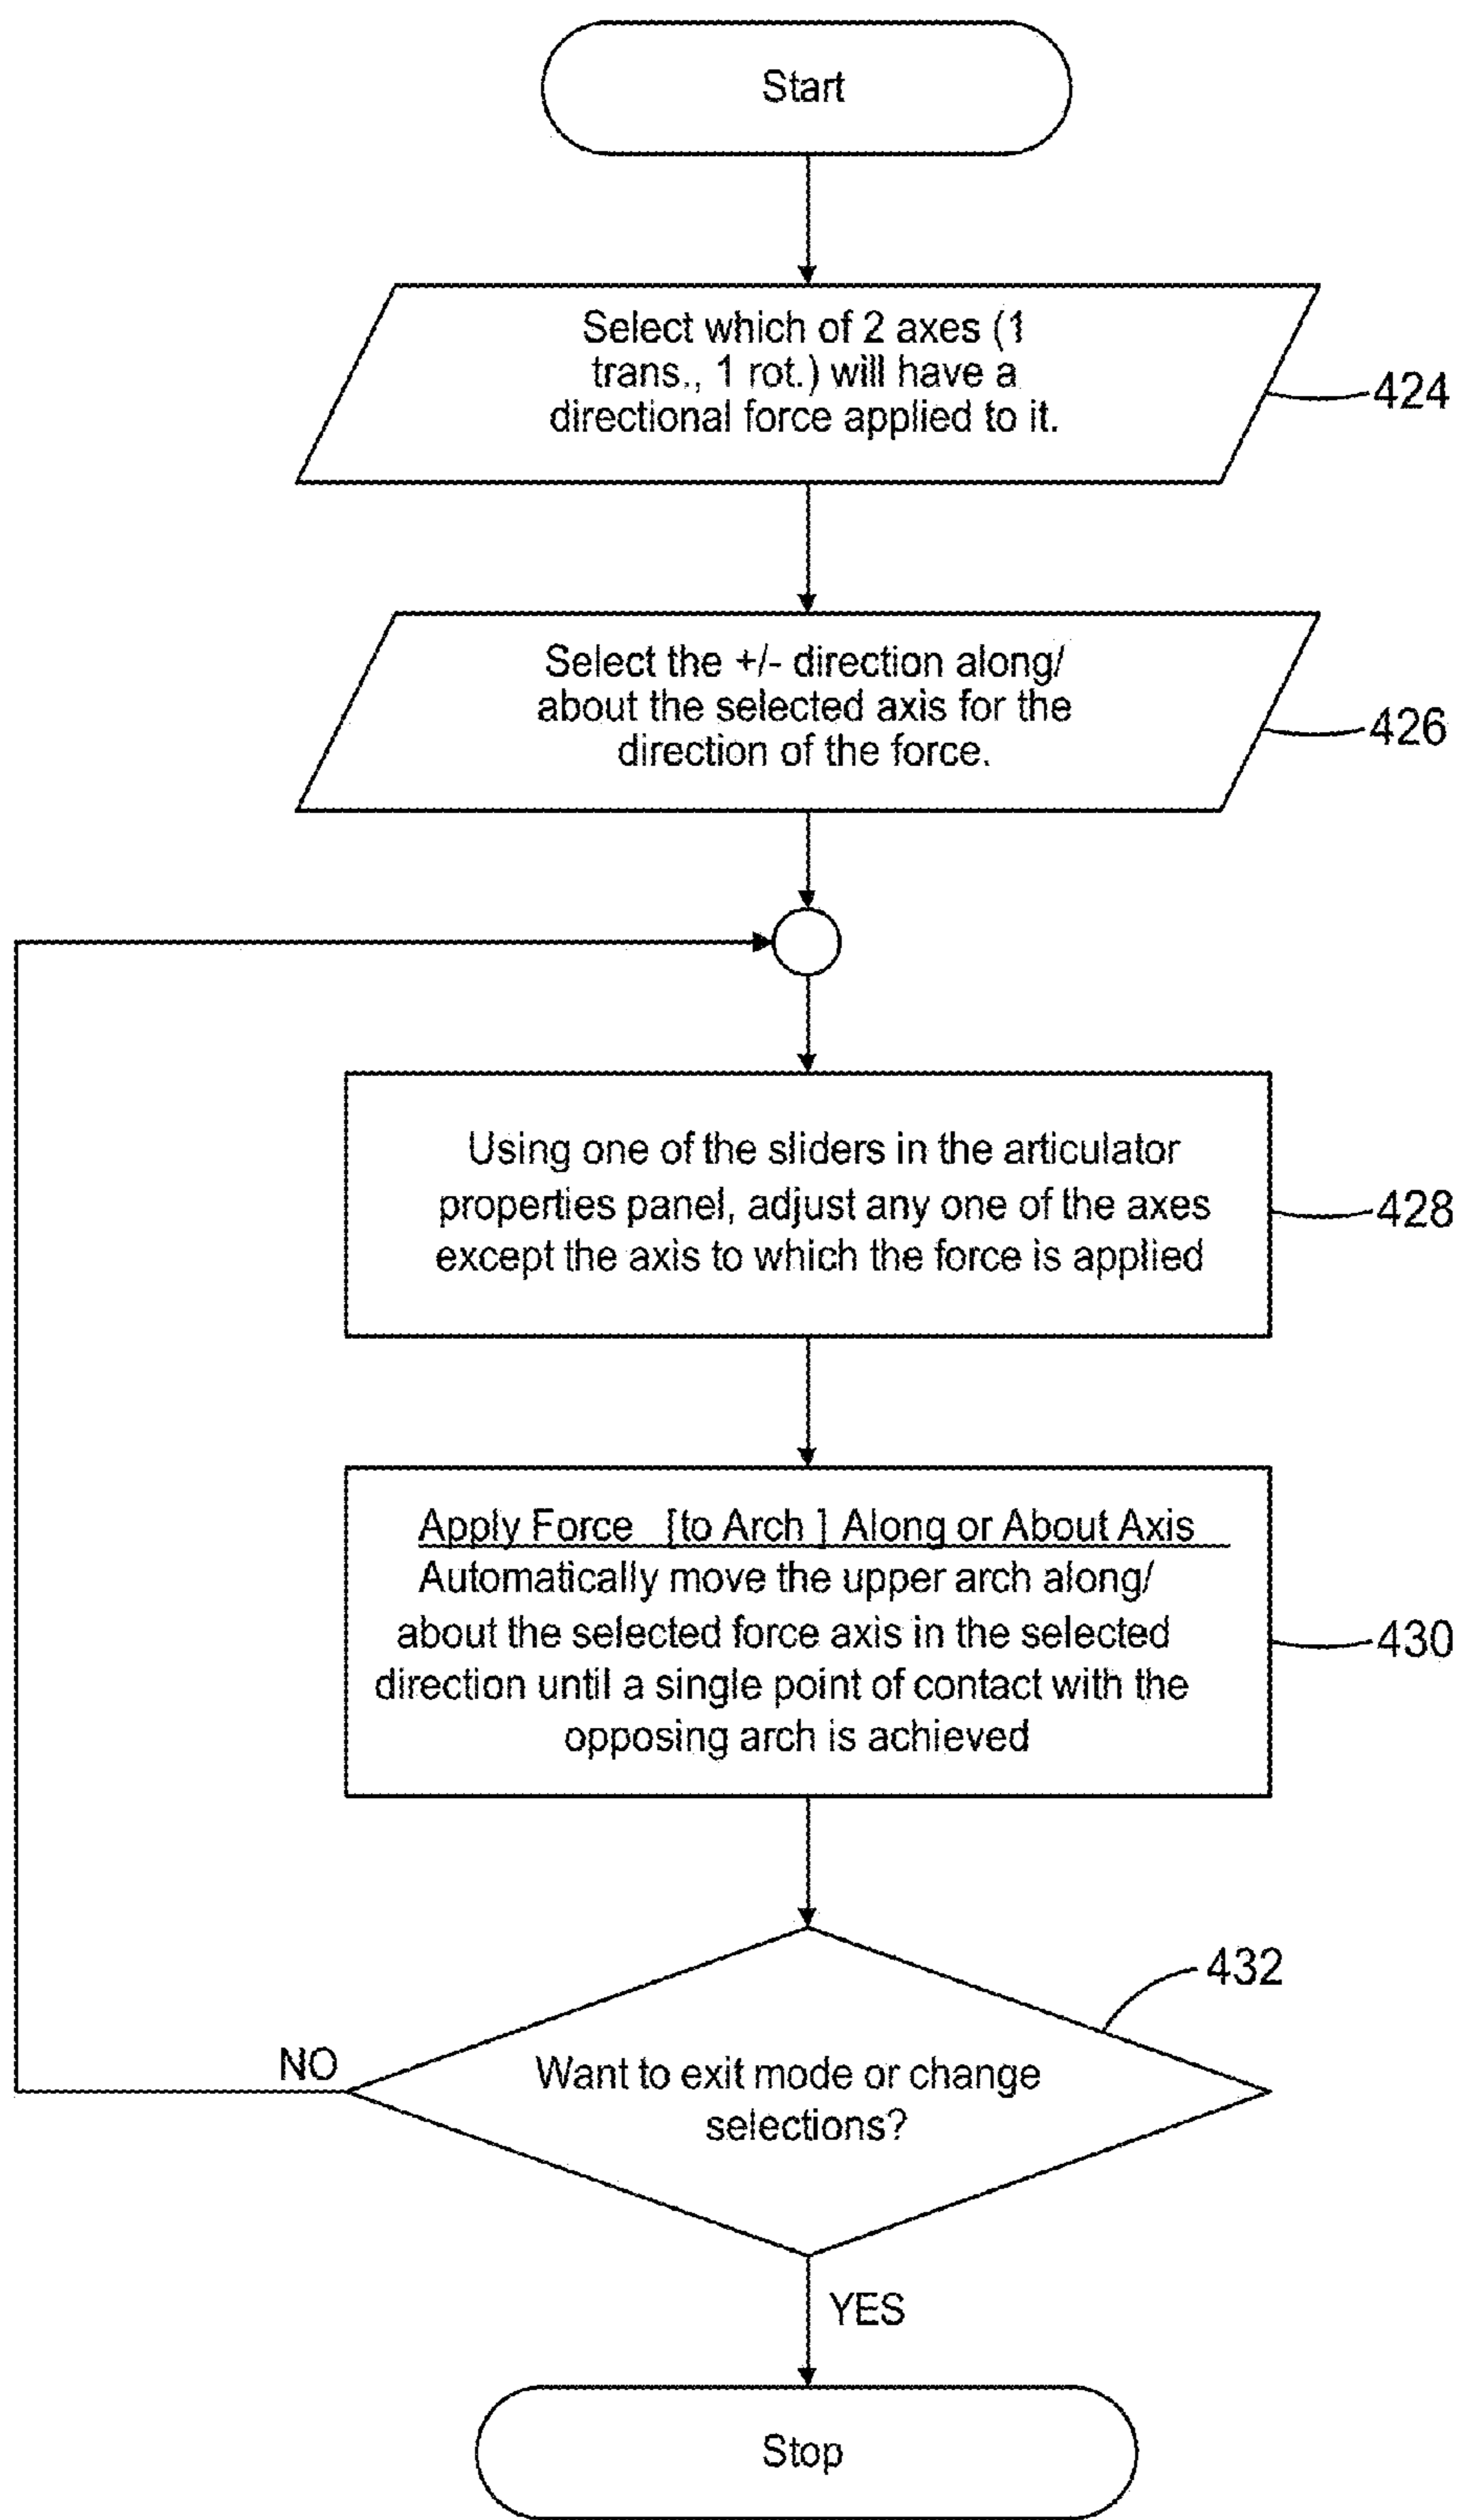 Start
Select which of 2 axes (1
trans., 1 rot.) will have a
directional force applied to it.
424
Select the +/- direction along/
about the selected axis for the
direction of the force.
426
Using one of the sliders in the articulator
properties panel, adjust any one of the axes
except the axis to which the force is applied
428
Apply Force [to Arch ] Along or About Axis
Automatically move the upper arch along/
about the selected force axis in the selected
direction until a single point of contact with the
opposing arch is achieved
430
432
NO
Want to exit mode or change
selections?
YES
Stop